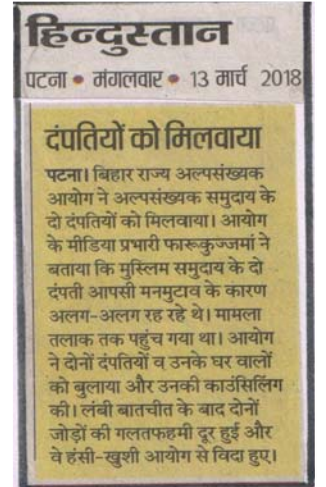 हिन्दुस्तान
पटना • मंगलवार • 13 मार्च 2018
दंपतियों को मिलवाया
पटना। बिहार राज्य अल्पसंख्यक
आयोग ने अल्पसंख्यक समुदाय के
दो दंपतियों को मिलवाया। आयोग
के मीडिया प्रभारी फारूकुज्जमां ने
बताया कि मुस्लिम समुदाय के दो
दंपती आपसी मनमुटाव के कारण
अलग-अलग रह रहे थे। मामला
तलाक तक पहुंच गया था। आयोग
ने दोनों दंपतियों व उनके घर वालों
को बुलाया और उनकी काउंसिलिंग
की। लंबी बातचीत के बाद दोनों
जोड़ों की गलतफहमी दूर हुई और
वे हंसी-खुशी आयोग से विदा हुए।